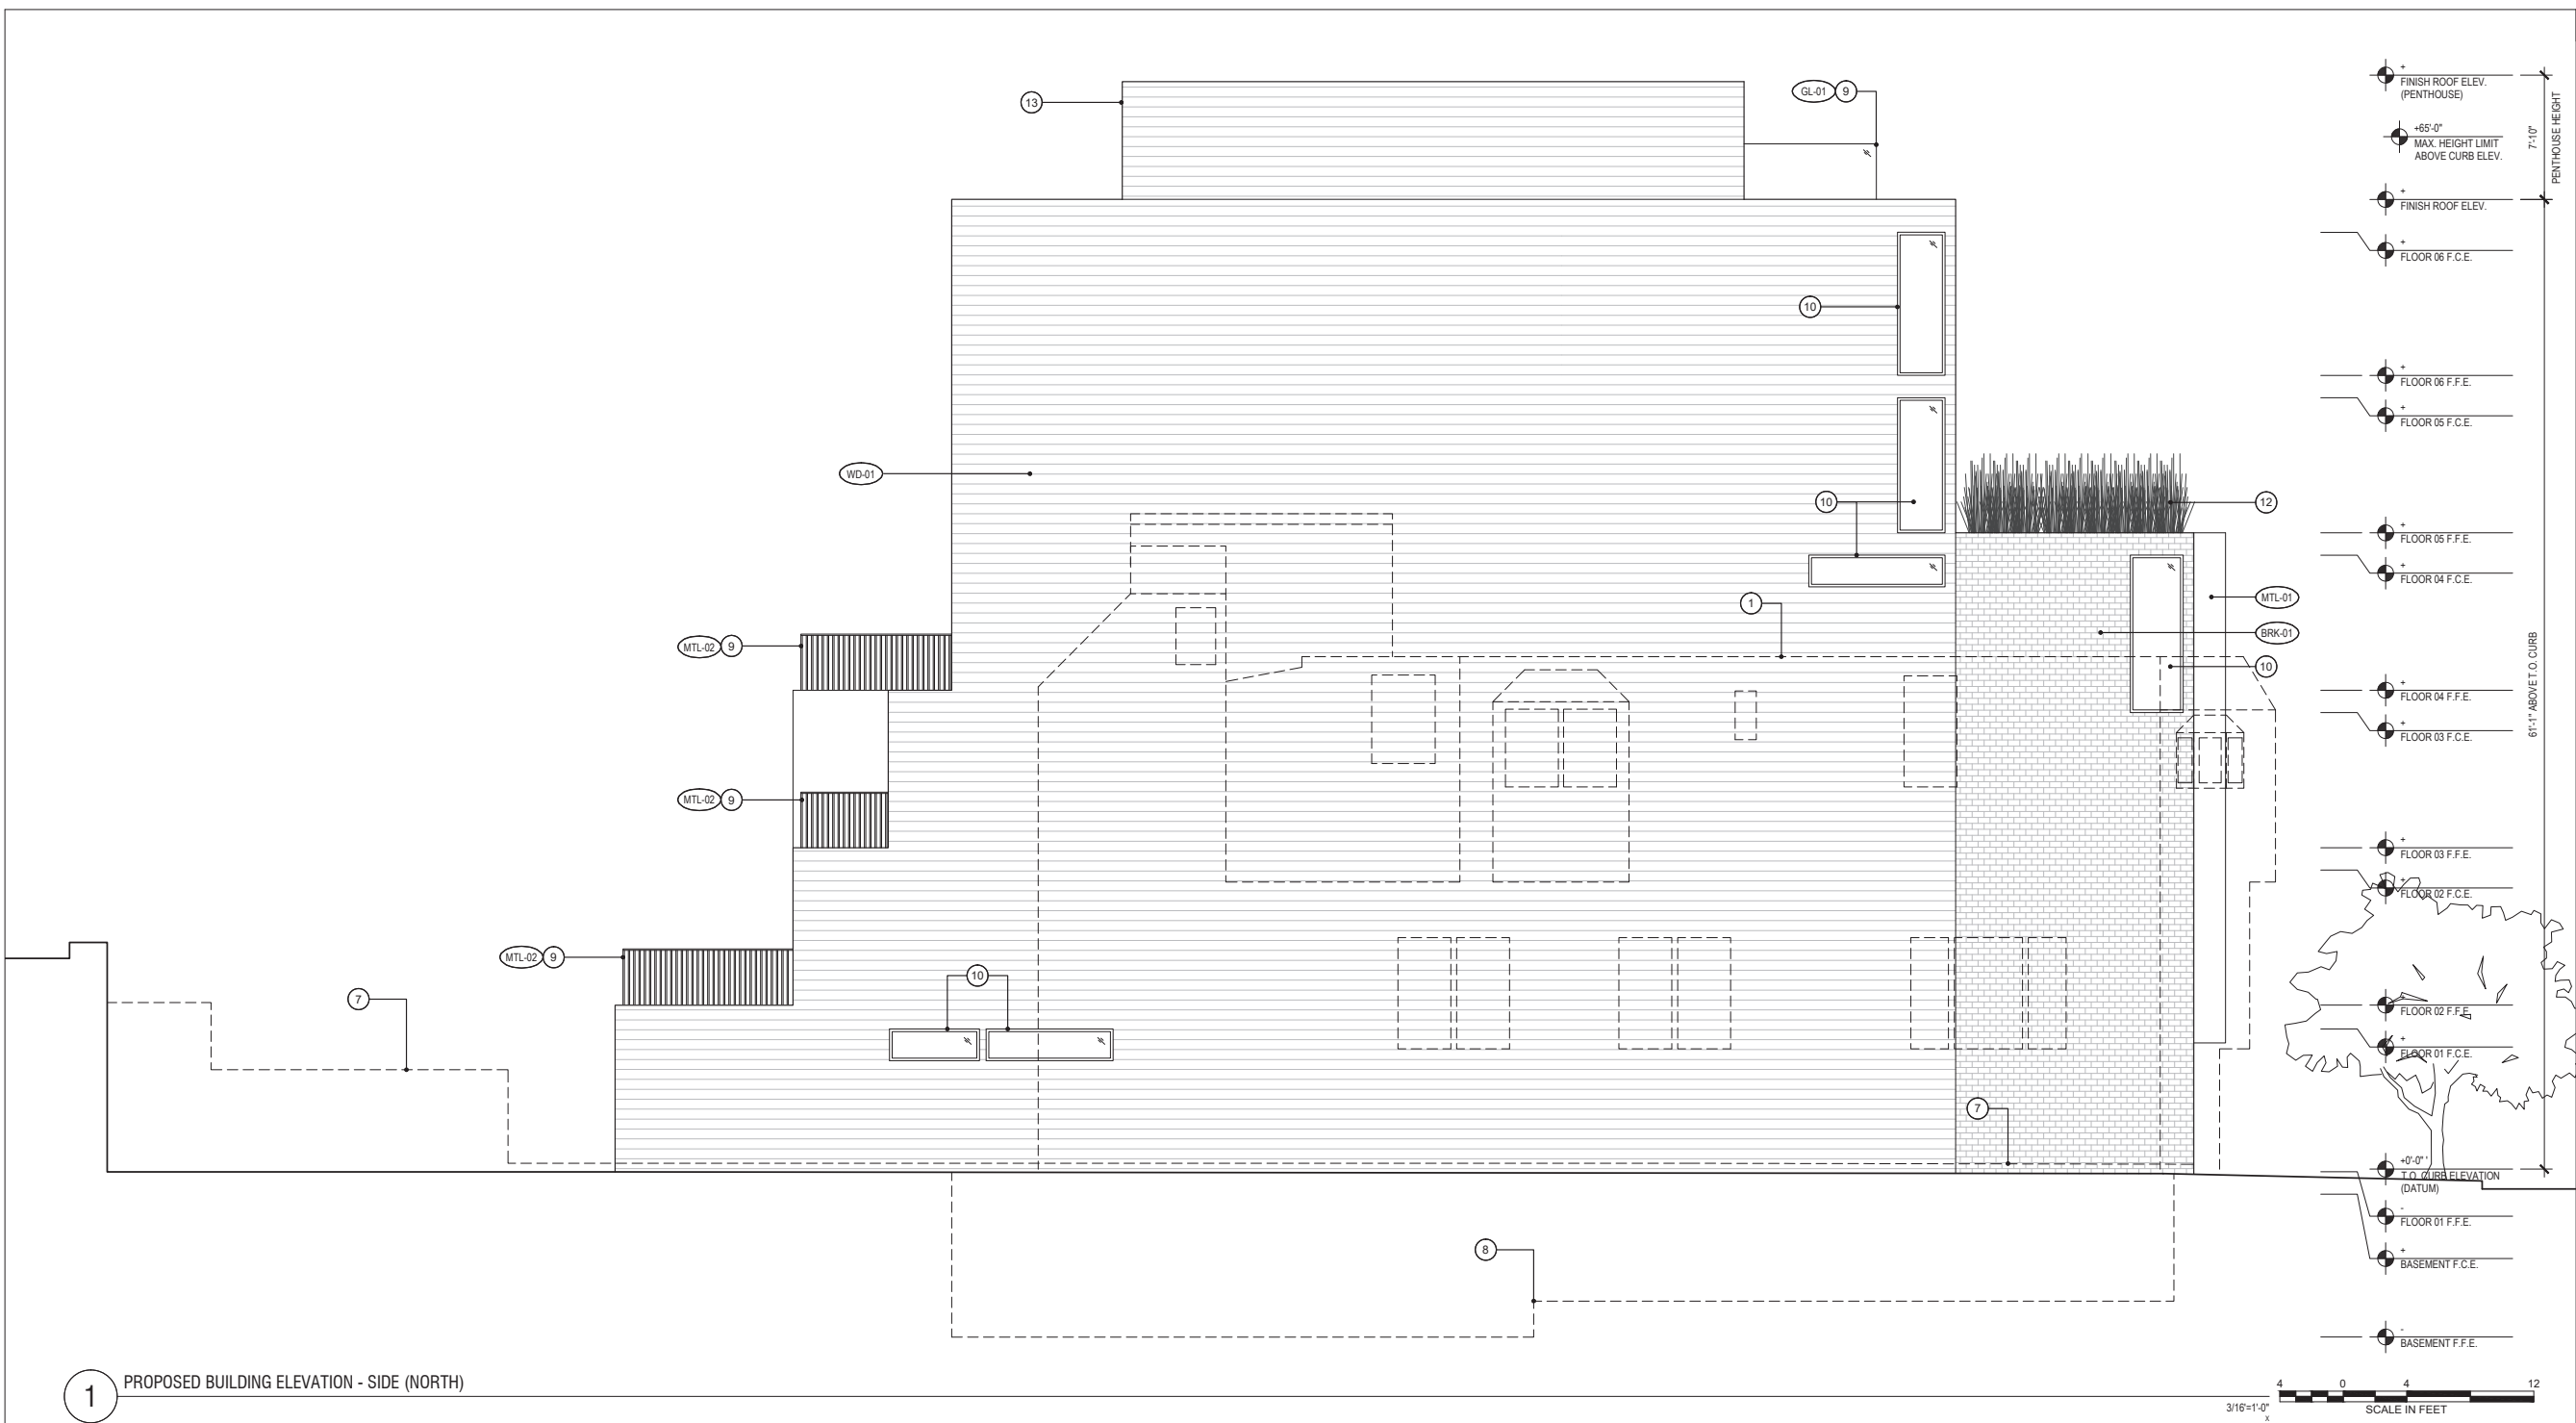 13
GL-01 9
+
FINISH ROOF ELEV.
(PENTHOUSE)
+65'-0"
MAX. HEIGHT LIMIT
ABOVE CURB ELEV.
7'-10"
PENTHOUSE HEIGHT
+
FINISH ROOF ELEV.
+
FLOOR 06 F.C.E.
10
+
FLOOR 06 F.F.E.
+
FLOOR 05 F.C.E.
WD-01
10
12
+
FLOOR 05 F.F.E.
+
FLOOR 04 F.C.E.
1
MTL-01
BRK-01
MTL-02 9
10
61'-1" ABOVE T.O. CURB
+
FLOOR 04 F.F.E.
+
FLOOR 03 F.C.E.
MTL-02 9
+
FLOOR 03 F.F.E.
+
FLOOR 02 F.C.E.
MTL-02 9
10
7
+
FLOOR 02 F.F.E.
+
FLOOR 01 F.C.E.
7
+0'-0"
T.O. CURB ELEVATION
(DATUM)
-
FLOOR 01 F.F.E.
8
+
BASEMENT F.C.E.
-
BASEMENT F.F.E.
1 PROPOSED BUILDING ELEVATION - SIDE (NORTH)
4 0 4 12
3/16"=1'-0"
SCALE IN FEET
x